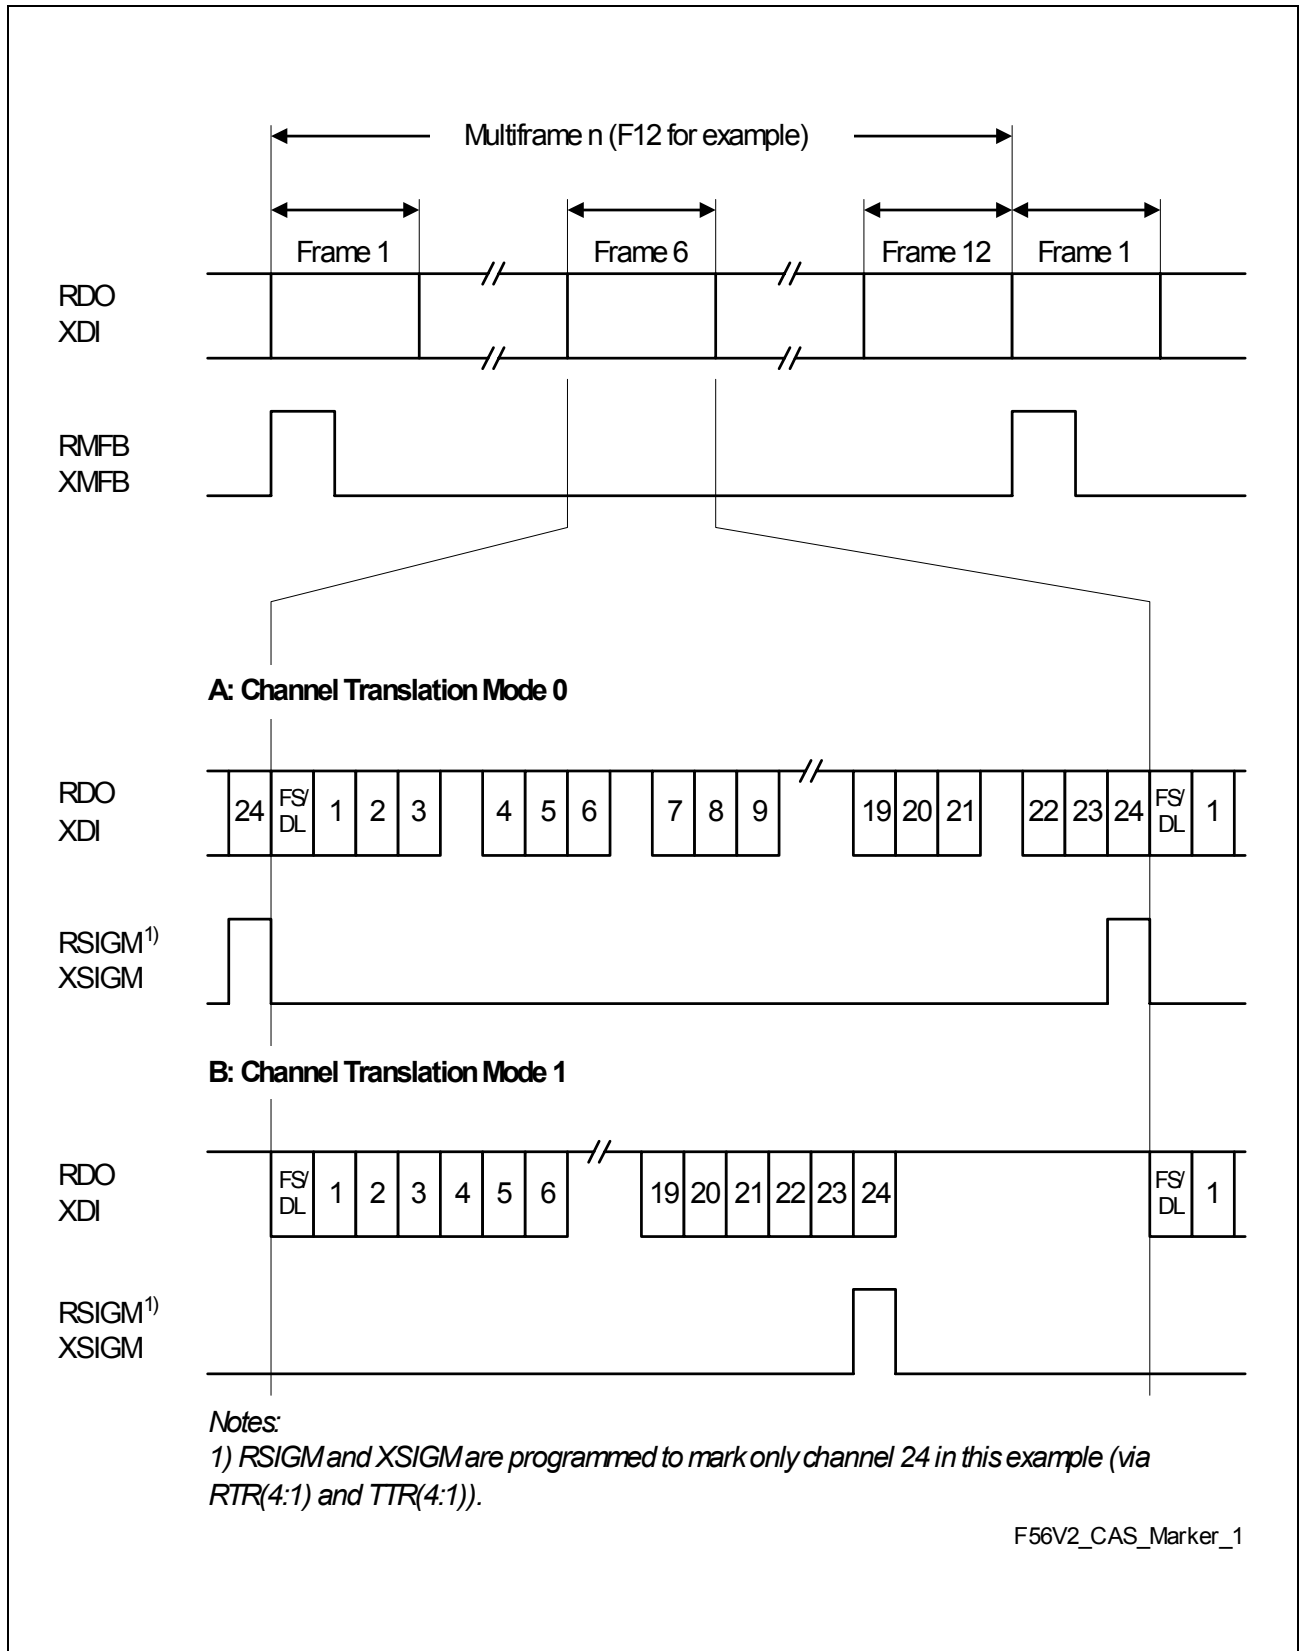 Multiframe n (F12 for example)
Frame 1 Frame 6 Frame 12 Frame 1
RDO
XDI
RMFB
XMFB
A: Channel Translation Mode 0
RDO
XDI
24 FS/DL 1 2 3 4 5 6 7 8 9 19 20 21 22 23 24 FS/DL 1
RSIGM1)
XSIGM
B: Channel Translation Mode 1
RDO
XDI
FS/DL 1 2 3 4 5 6 19 20 21 22 23 24 FS/DL 1
RSIGM1)
XSIGM
Notes:
1) RSIGM and XSIGM are programmed to mark only channel 24 in this example (via
RTR(4:1) and TTR(4:1)).
F56V2_CAS_Marker_1